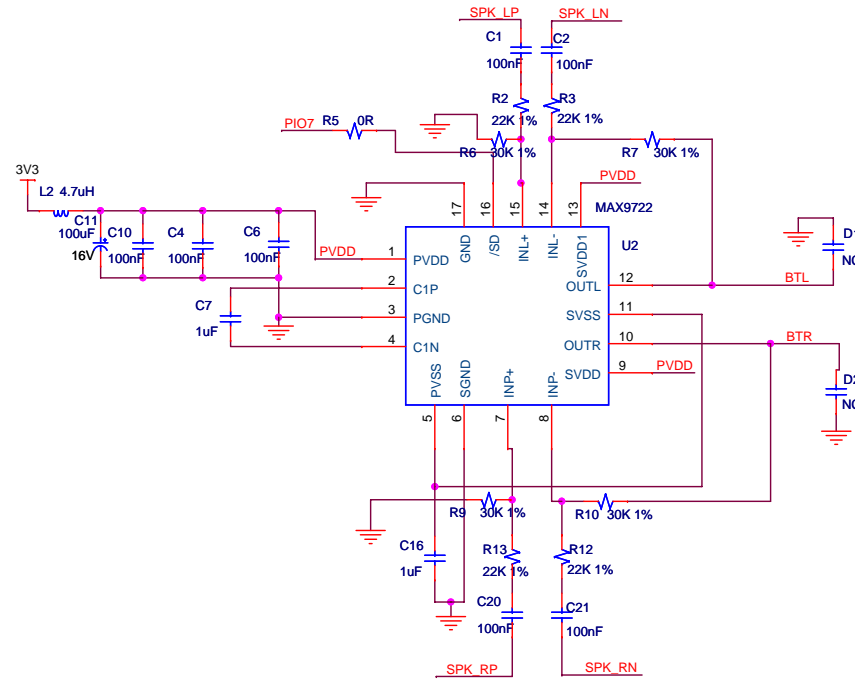 SPK_LP SPK_LN
C1 C2
100nF 100nF
R2 R3
22K 1% 22K 1%
PIO7 R5 0R
R6 30K 1% R7 30K 1%
3V3
L2 4.7uH
PVDD
17 16 15 14 13 MAX9722
GND /SD INL+ INL- SVDD1 U2
C11 100uF 16V
C10 100nF
C4 100nF
C6 100nF
PVDD 1 PVDD
2 C1P
3 PGND
4 C1N
C7 1uF
OUTL 12 BTL
SVSS 11
OUTR 10 BTR
SVDD 9 PVDD
D1
D2
PVSS SGND INP+ INP-
5 6 7 8
R9 30K 1% R10 30K 1%
C16 1uF
R13 22K 1% R12 22K 1%
C20 100nF C21 100nF
SPK_RP SPK_RN